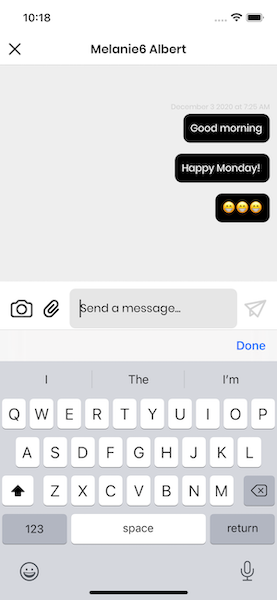 10:18
Melanie6 Albert
December 3 2020 at 7:25 AM
Good morning
Happy Monday!
😁😁😁
Send a message...
Done
I The I'm
Q W E R T Y U I O P
A S D F G H J K L
Z X C V B N M
123 space return